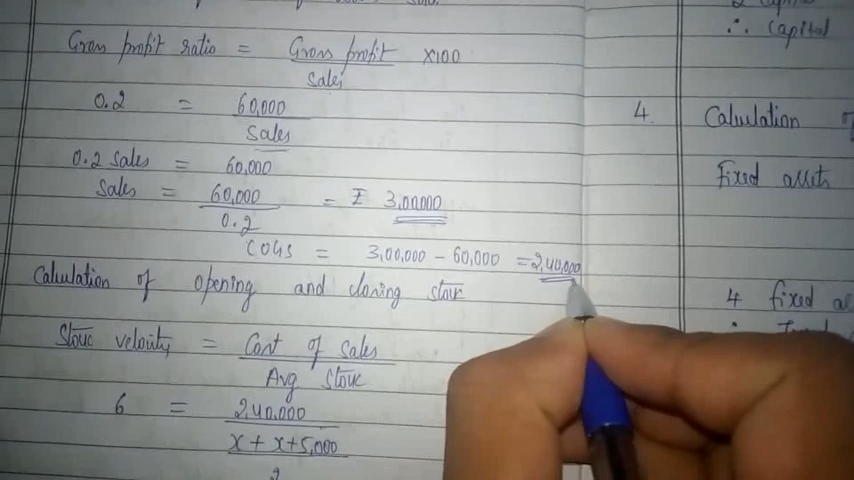 Gross profit ratio = Gross profit / Sales ×100
0.2 = 60,000 / Sales
0.2 Sales = 60,000
Sales = 60,000 / 0.2 = ₹ 3,00,000
COGS = 3,00,000 - 60,000 = 2,40,000
Calculation of opening and closing stock
Stock velocity = Cost of Sales / Avg Stock
6 = 2,40,000 / x + x + 5,000
2
∴ Capital
4. Calculation of
Fixed assets
4 fixed
∴